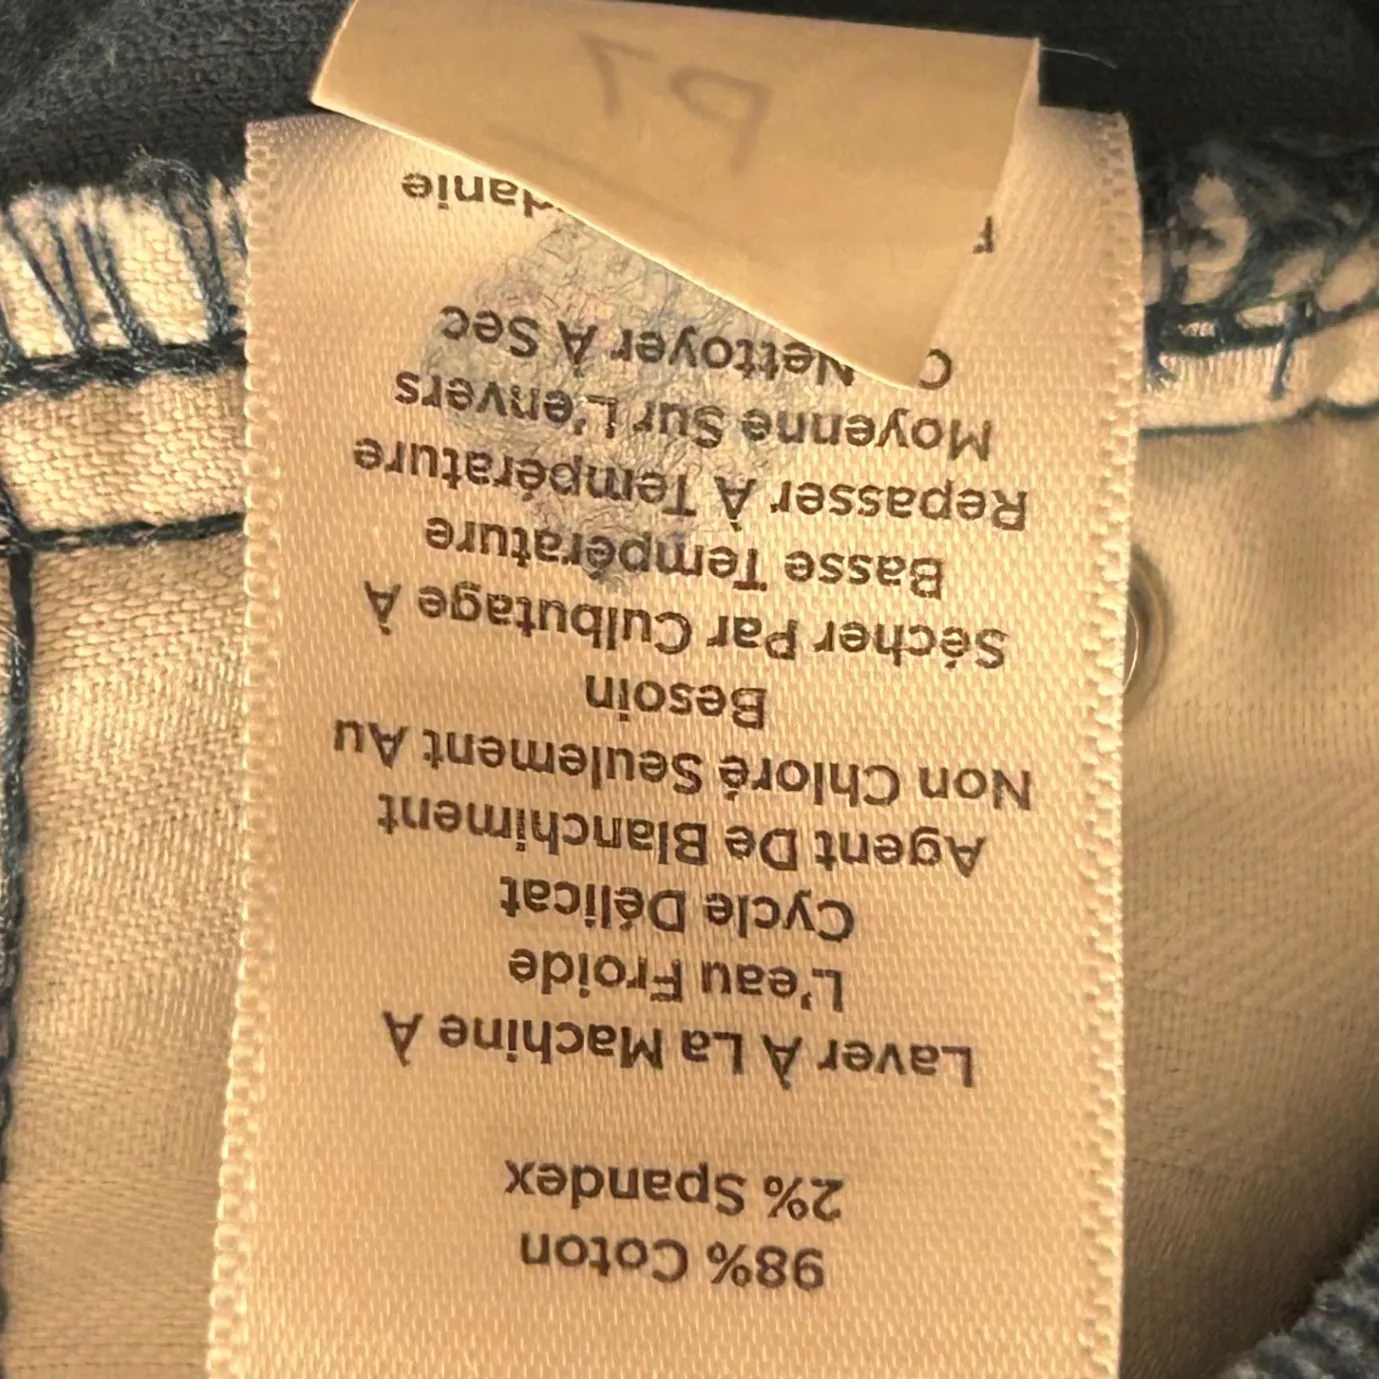 98% Coton
2% Spandex
Laver À La Machine À
L'eau Froide
Cycle Délicat
Agent De Blanchiment
Non Chloré Seulement Au
Besoin
Sécher Par Culbutage À
Basse Température
Repasser À Température
Moyenne Sur L'envers
Nettoyer À Sec
P7